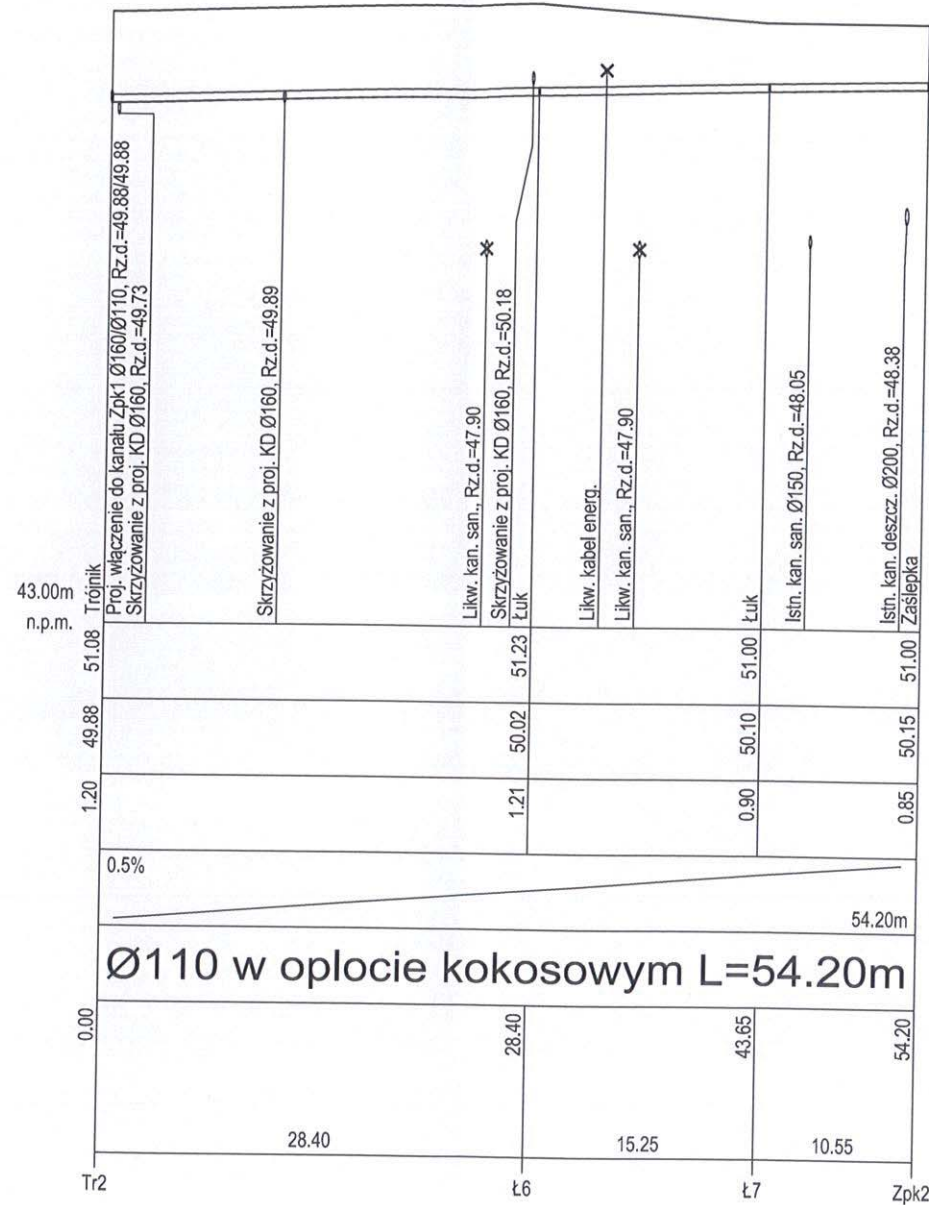 43.00m
n.p.m.
Trójnik
Proj. włączenie do kanału Zpk1 Ø160/Ø110, Rz.d.=49.88/49.88
Skrzyżowanie z proj. KD Ø160, Rz.d.=49.73
Skrzyżowanie z proj. KD Ø160, Rz.d.=49.89
Likw. kan. san., Rz.d.=47.90
Skrzyżowanie z proj. KD Ø160, Rz.d.=50.18
Łuk
Likw. kabel energ.
Likw. kan. san., Rz.d.=47.90
Łuk
Istn. kan. san. Ø150, Rz.d.=48.05
Istn. kan. deszcz. Ø200, Rz.d.=48.38
Zaślepka
51.08 51.23 51.00 51.00
49.88 50.02 50.10 50.15
1.20 1.21 0.90 0.85
0.5%
54.20m
Ø110 w oplocie kokosowym L=54.20m
0.00 28.40 43.65 54.20
28.40 15.25 10.55
Tr2 Ł6 Ł7 Zpk2